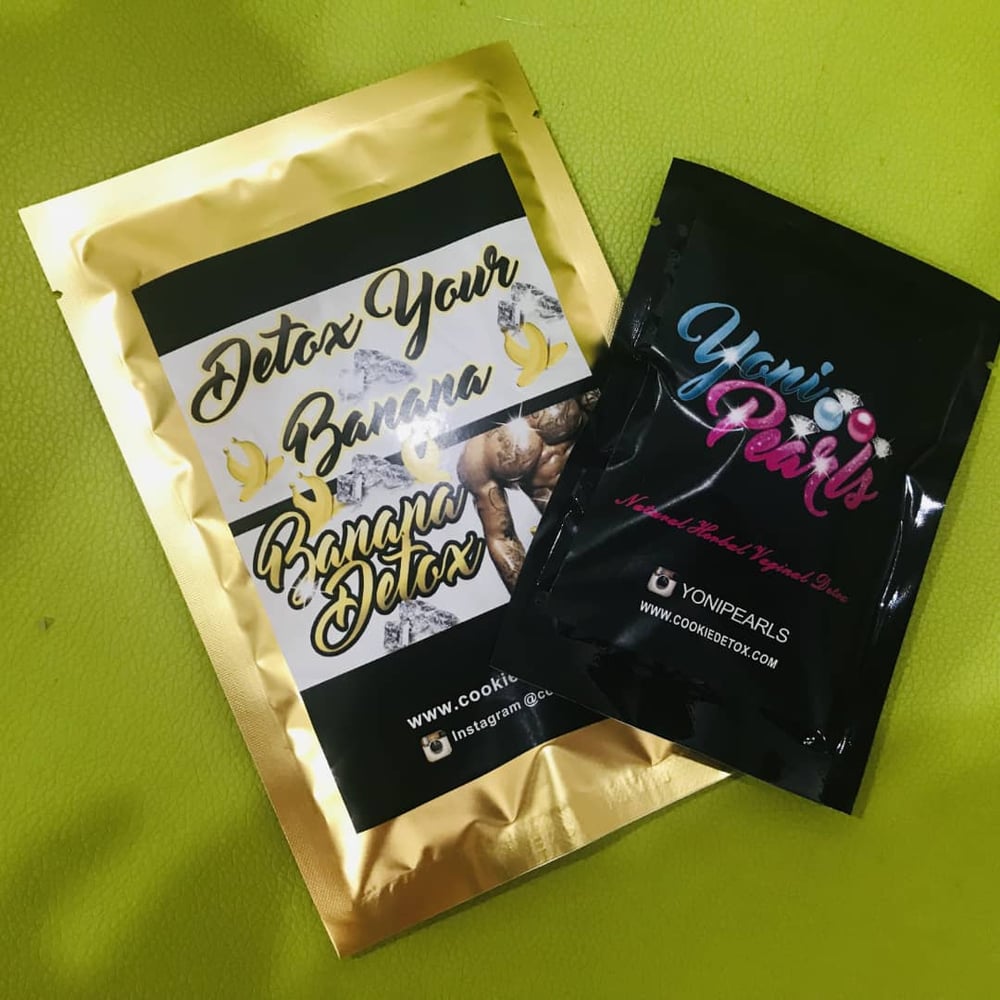 Detox Your
Banana
Banana
Detox
www.cookie
Instagram @co
Yoni
Pearls
Natural Herbal Vaginal Detox
YONIPEARLS
WWW.COOKIEDETOX.COM